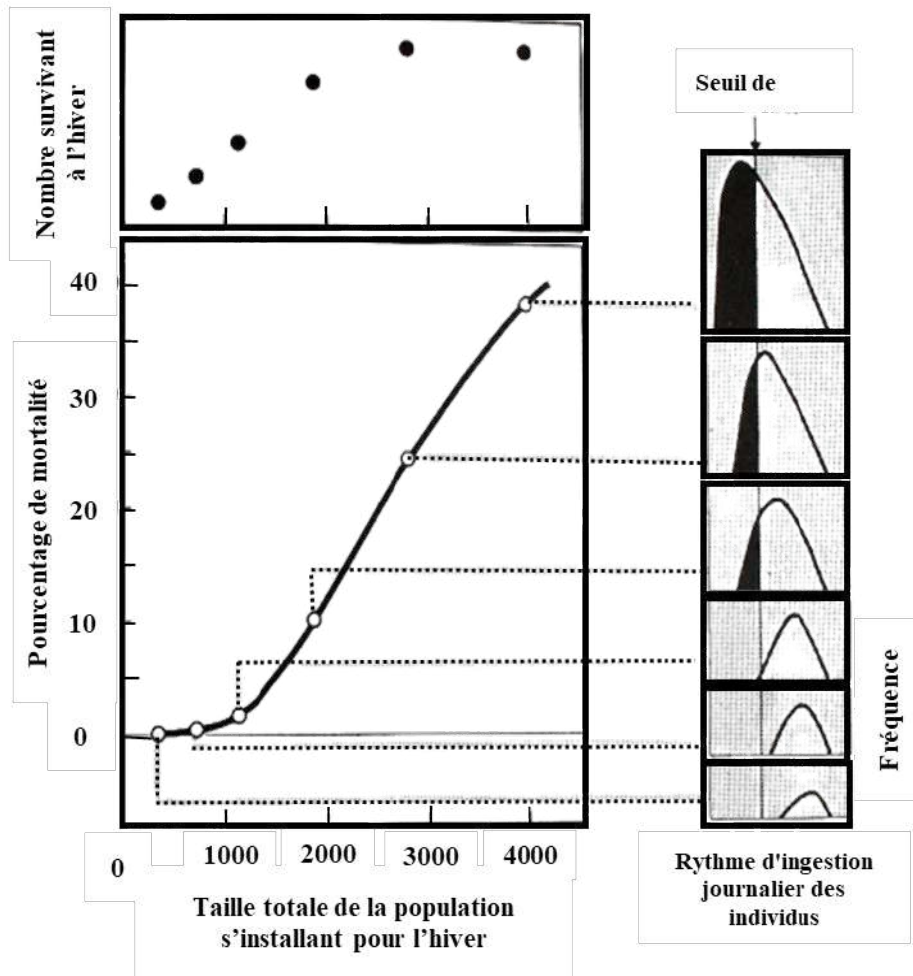 Nombre survivant
à l'hiver
Seuil de
40
30
20
10
0
Pourcentage de mortalité
Fréquence
0
1000
2000
3000
4000
Taille totale de la population
s'installant pour l'hiver
Rythme d'ingestion
journalier des
individus